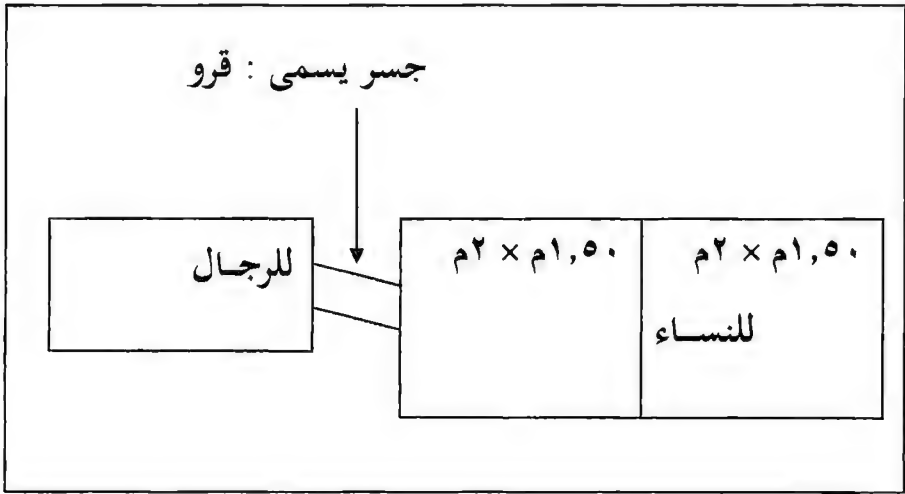 جسر يسمى : قرو
١,٥٠م × ٢م
١,٥٠م × ٢م
للنساء
للرجال